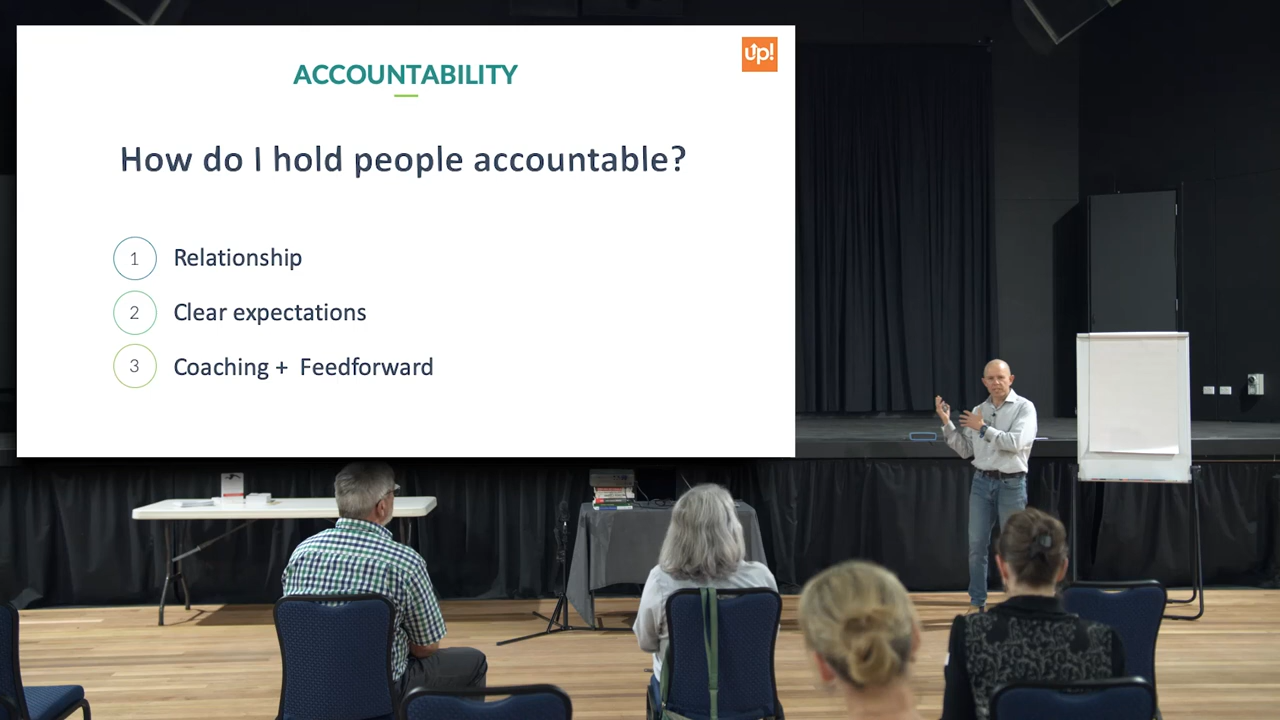 ACCOUNTABILITY
up!
How do I hold people accountable?
1 Relationship
2 Clear expectations
3 Coaching + Feedforward